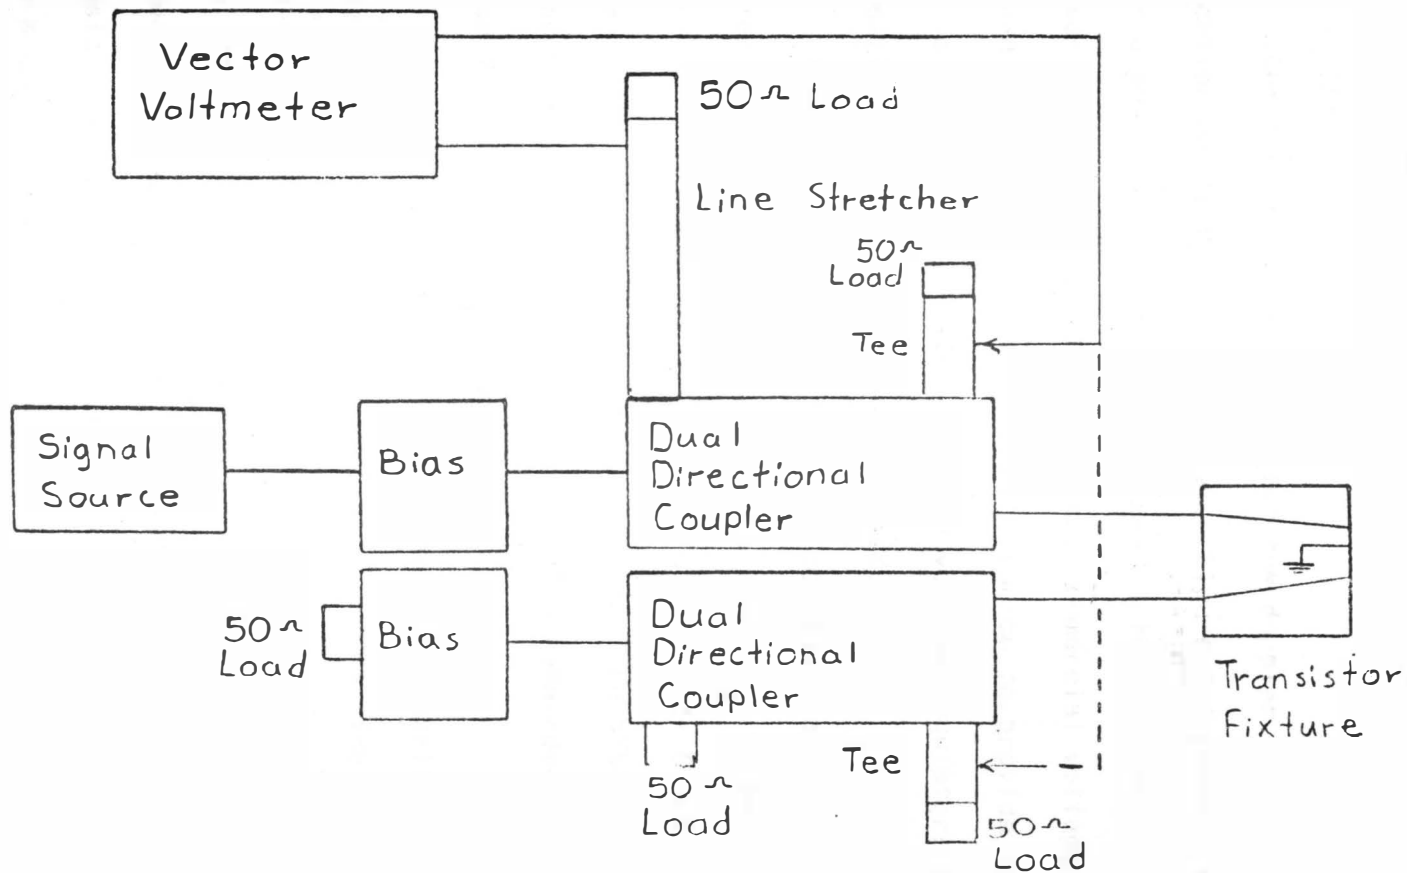 Vector
Voltmeter
50Ω Load
Line Stretcher
50Ω
Load
Tee
Signal
Source
Bias
Dual
Directional
Coupler
50Ω
Load
Bias
Dual
Directional
Coupler
Transistor
Fixture
Tee
50Ω
Load
50Ω
Load